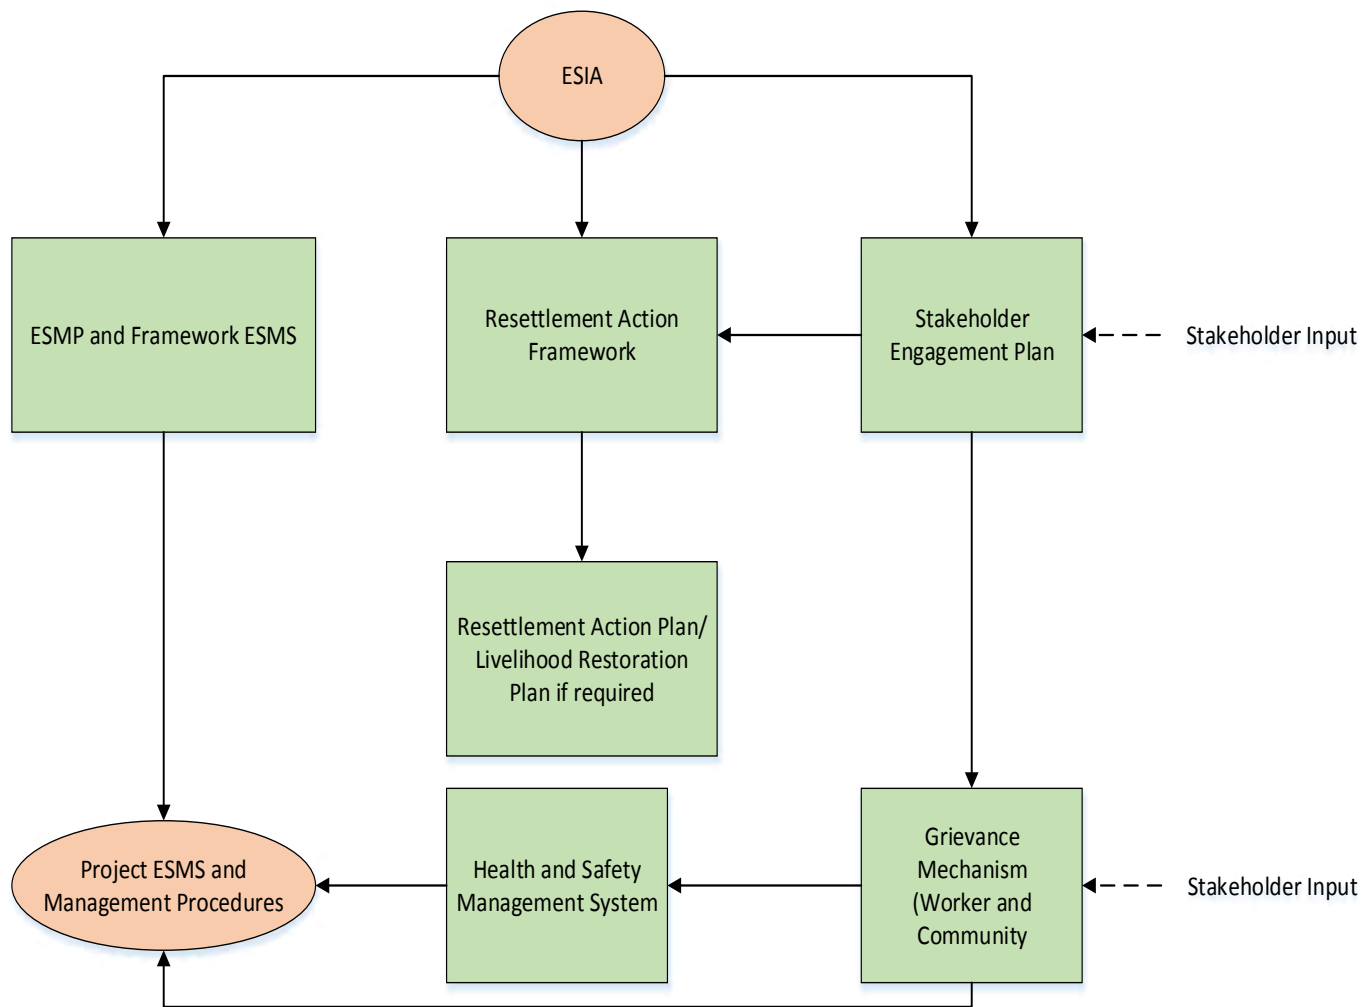 ESIA
ESMP and Framework ESMS
Resettlement Action
Framework
Stakeholder
Engagement Plan
Stakeholder Input
Resettlement Action Plan/
Livelihood Restoration
Plan if required
Project ESMS and
Management Procedures
Health and Safety
Management System
Grievance
Mechanism
(Worker and
Community
Stakeholder Input